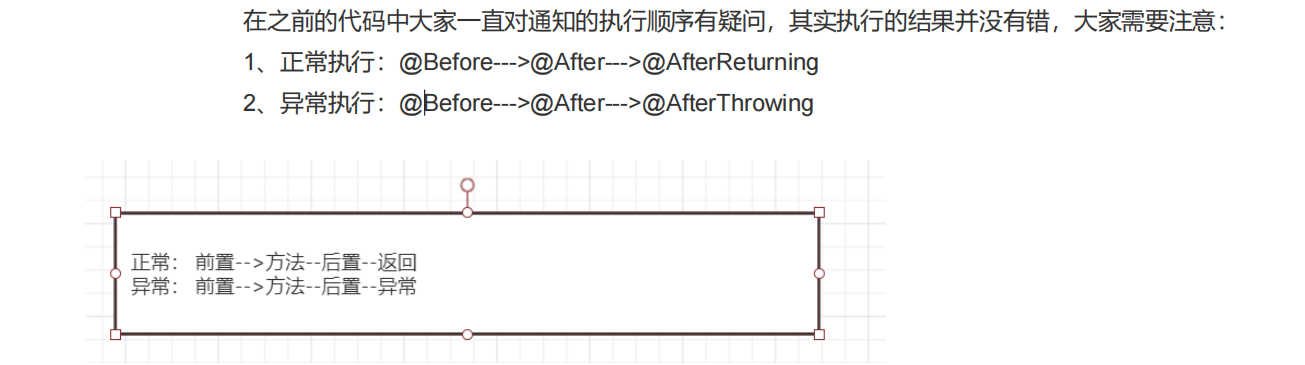 在之前的代码中大家一直对通知的执行顺序有疑问，其实执行的结果并没有错，大家需要注意：
1、正常执行：@Before--->@After--->@AfterReturning
2、异常执行：@Before--->@After--->@AfterThrowing
正常： 前置-->方法--后置--返回
异常： 前置-->方法--后置--异常